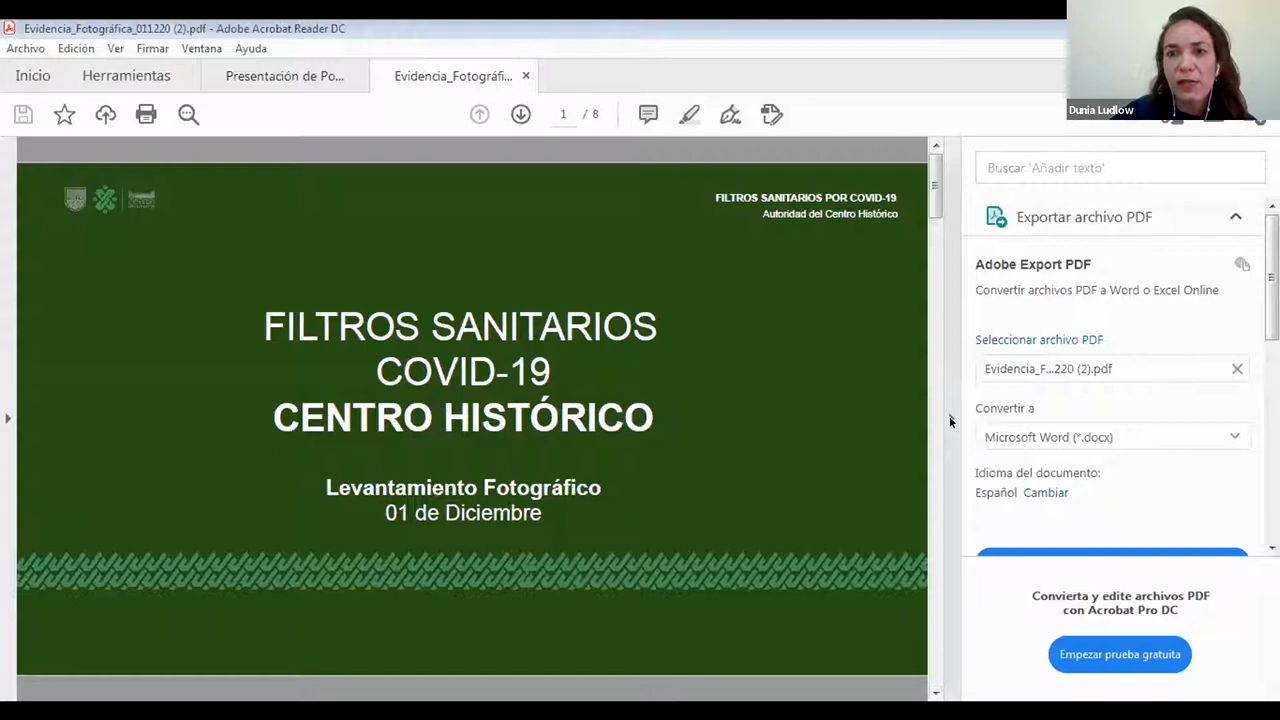 Evidencia_Fotográfica_011220 (2).pdf - Adobe Acrobat Reader DC
Archivo Edición Ver Firmar Ventana Ayuda
Inicio Herramientas Presentación de Po... Evidencia_Fotográfi... ×
1 / 8
Dunia Ludlow
FILTROS SANITARIOS POR COVID-19
Autoridad del Centro Histórico
FILTROS SANITARIOS
COVID-19
CENTRO HISTÓRICO
Levantamiento Fotográfico
01 de Diciembre
Buscar 'Añadir texto'
Exportar archivo PDF
Adobe Export PDF
Convertir archivos PDF a Word o Excel Online
Seleccionar archivo PDF
Evidencia_F...220 (2).pdf
Convertir a
Microsoft Word (*.docx)
Idioma del documento:
Español Cambiar
Convierta y edite archivos PDF
con Acrobat Pro DC
Empezar prueba gratuita